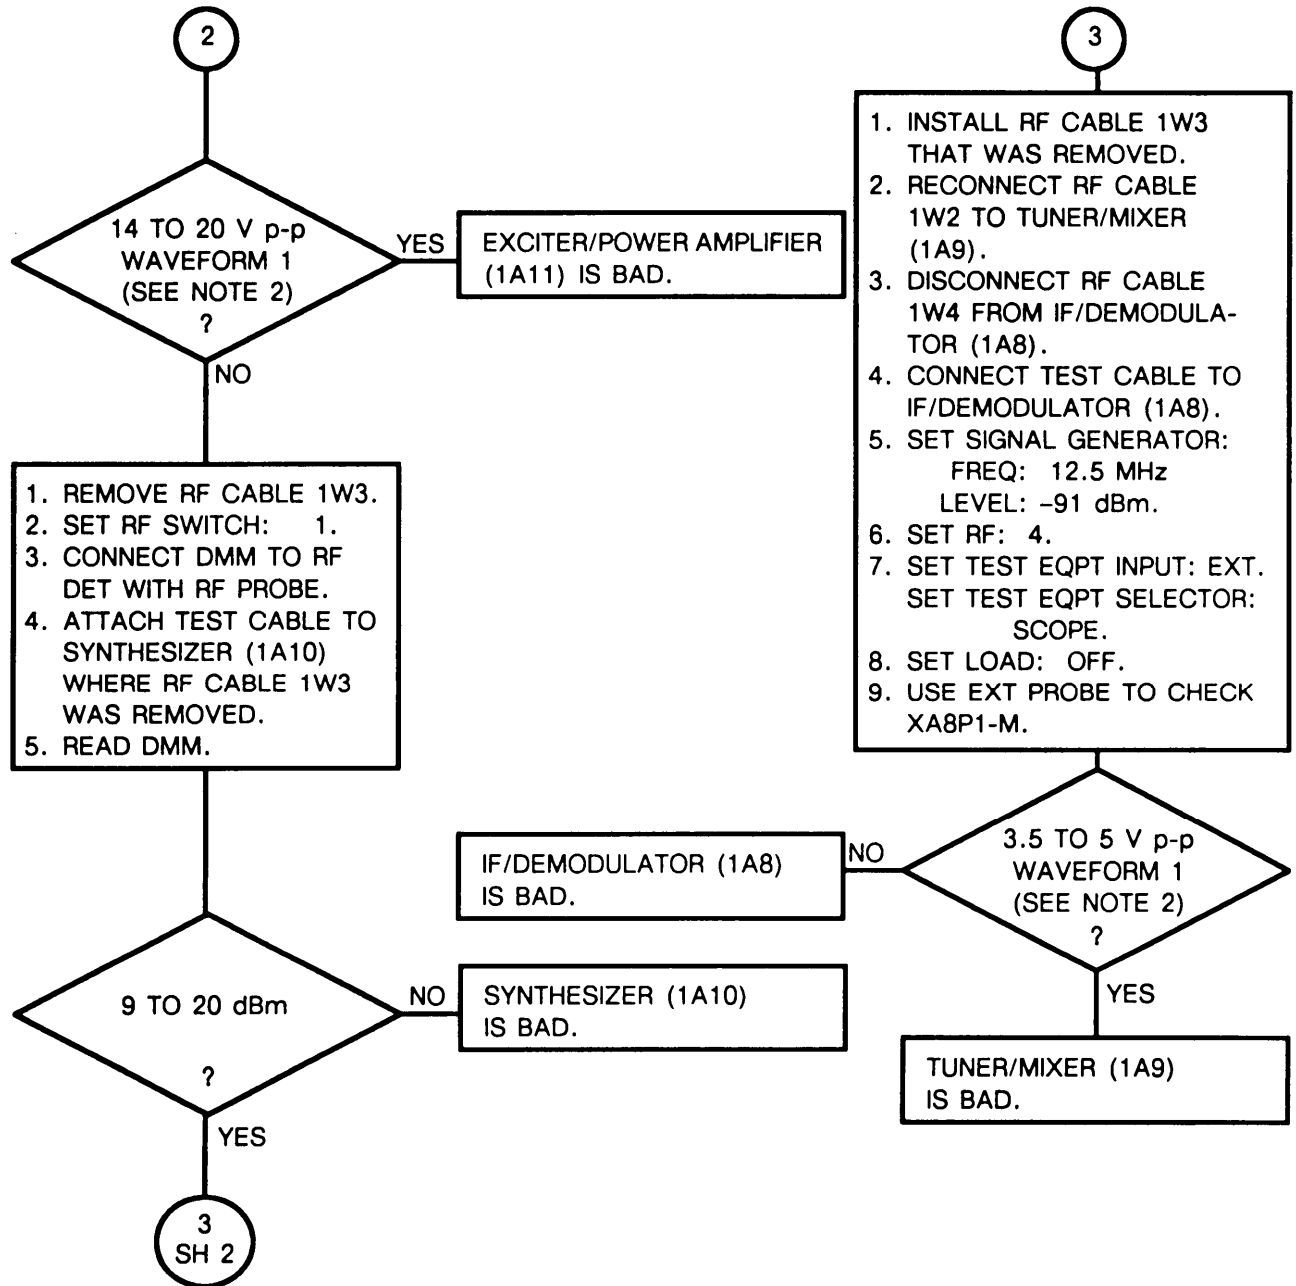 2
14 TO 20 V p-p
WAVEFORM 1
(SEE NOTE 2)
?
YES
EXCITER/POWER AMPLIFIER
(1A11) IS BAD.
NO
1. REMOVE RF CABLE 1W3.
2. SET RF SWITCH: 1.
3. CONNECT DMM TO RF
DET WITH RF PROBE.
4. ATTACH TEST CABLE TO
SYNTHESIZER (1A10)
WHERE RF CABLE 1W3
WAS REMOVED.
5. READ DMM.
9 TO 20 dBm
?
NO
SYNTHESIZER (1A10)
IS BAD.
YES
3
SH 2
3
1. INSTALL RF CABLE 1W3
THAT WAS REMOVED.
2. RECONNECT RF CABLE
1W2 TO TUNER/MIXER
(1A9).
3. DISCONNECT RF CABLE
1W4 FROM IF/DEMODULA-
TOR (1A8).
4. CONNECT TEST CABLE TO
IF/DEMODULATOR (1A8).
5. SET SIGNAL GENERATOR:
FREQ: 12.5 MHz
LEVEL: –91 dBm.
6. SET RF: 4.
7. SET TEST EQPT INPUT: EXT.
SET TEST EQPT SELECTOR:
SCOPE.
8. SET LOAD: OFF.
9. USE EXT PROBE TO CHECK
XA8P1-M.
3.5 TO 5 V p-p
WAVEFORM 1
(SEE NOTE 2)
?
NO
IF/DEMODULATOR (1A8)
IS BAD.
YES
TUNER/MIXER (1A9)
IS BAD.